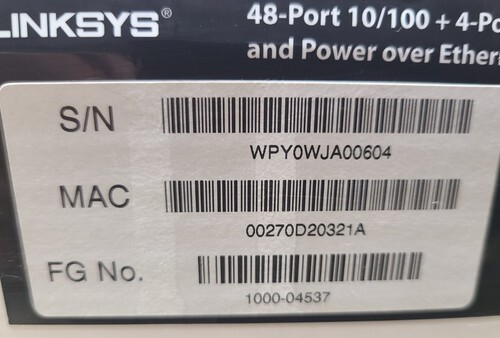 LINKSYS®
48-Port 10/100 + 4-Po
and Power over Ether
S/N
WPY0WJA00604
MAC
00270D20321A
FG No.
1000-04537